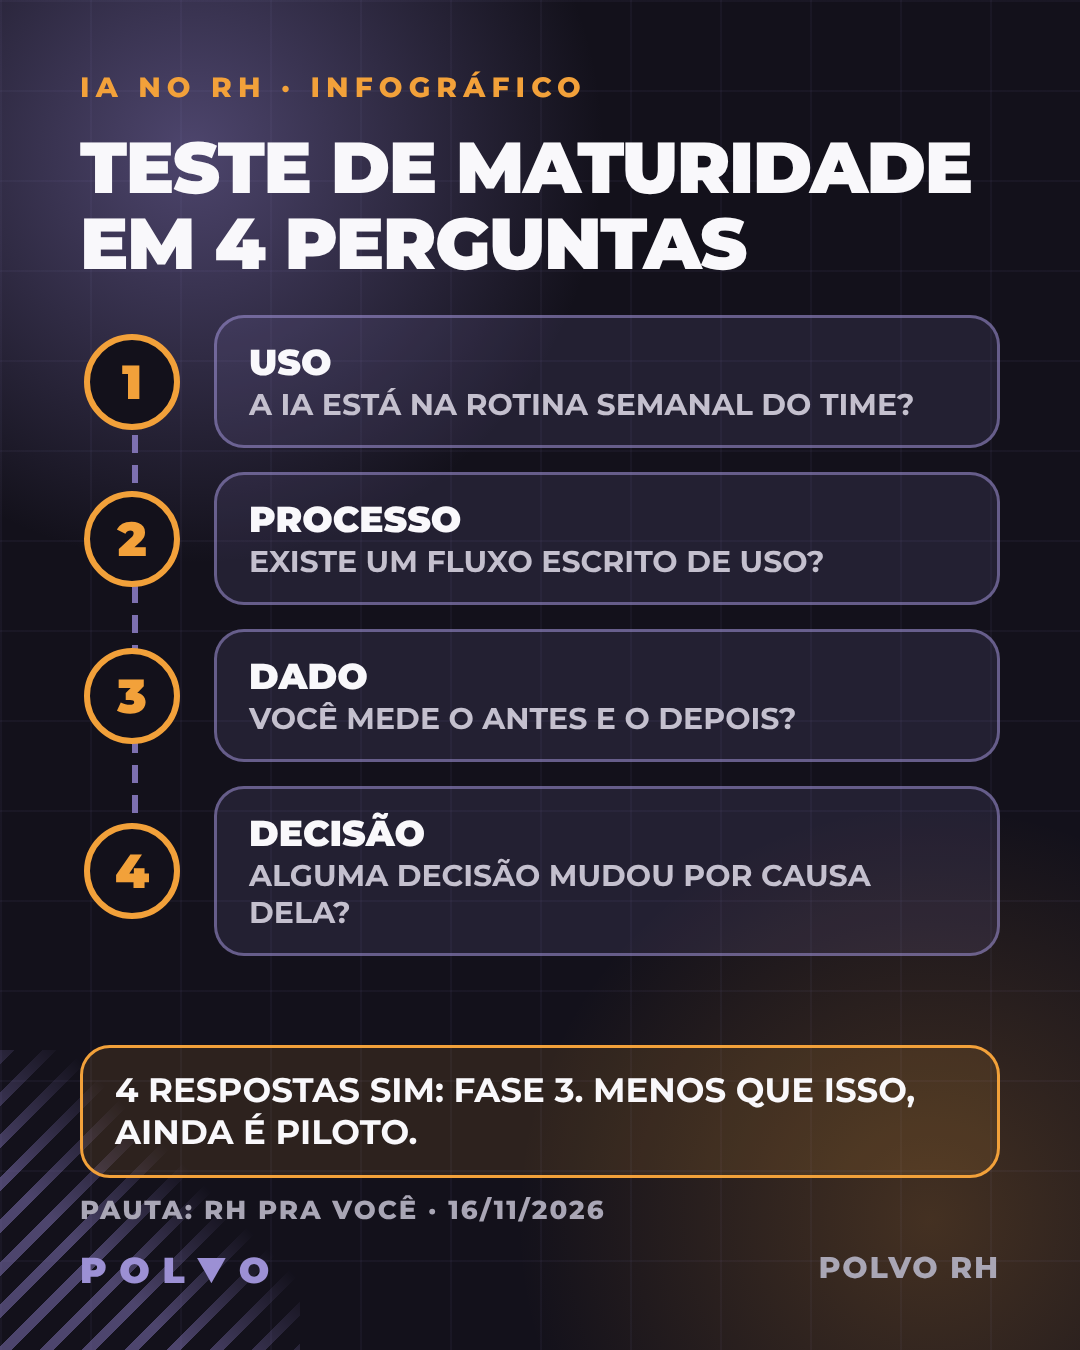 IA NO RH · INFOGRÁFICO
TESTE DE MATURIDADE
EM 4 PERGUNTAS
1
USO
A IA ESTÁ NA ROTINA SEMANAL DO TIME?
2
PROCESSO
EXISTE UM FLUXO ESCRITO DE USO?
3
DADO
VOCÊ MEDE O ANTES E O DEPOIS?
4
DECISÃO
ALGUMA DECISÃO MUDOU POR CAUSA
DELA?
4 RESPOSTAS SIM: FASE 3. MENOS QUE ISSO,
AINDA É PILOTO.
PAUTA: RH PRA VOCÊ · 16/11/2026
POLVO
POLVO RH